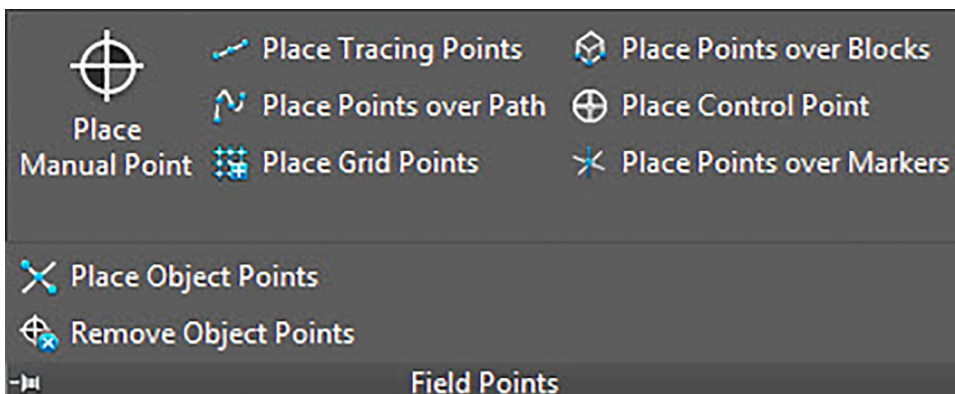 Place
Manual Point
Place Tracing Points
Place Points over Path
Place Grid Points
Place Points over Blocks
Place Control Point
Place Points over Markers
Place Object Points
Remove Object Points
Field Points